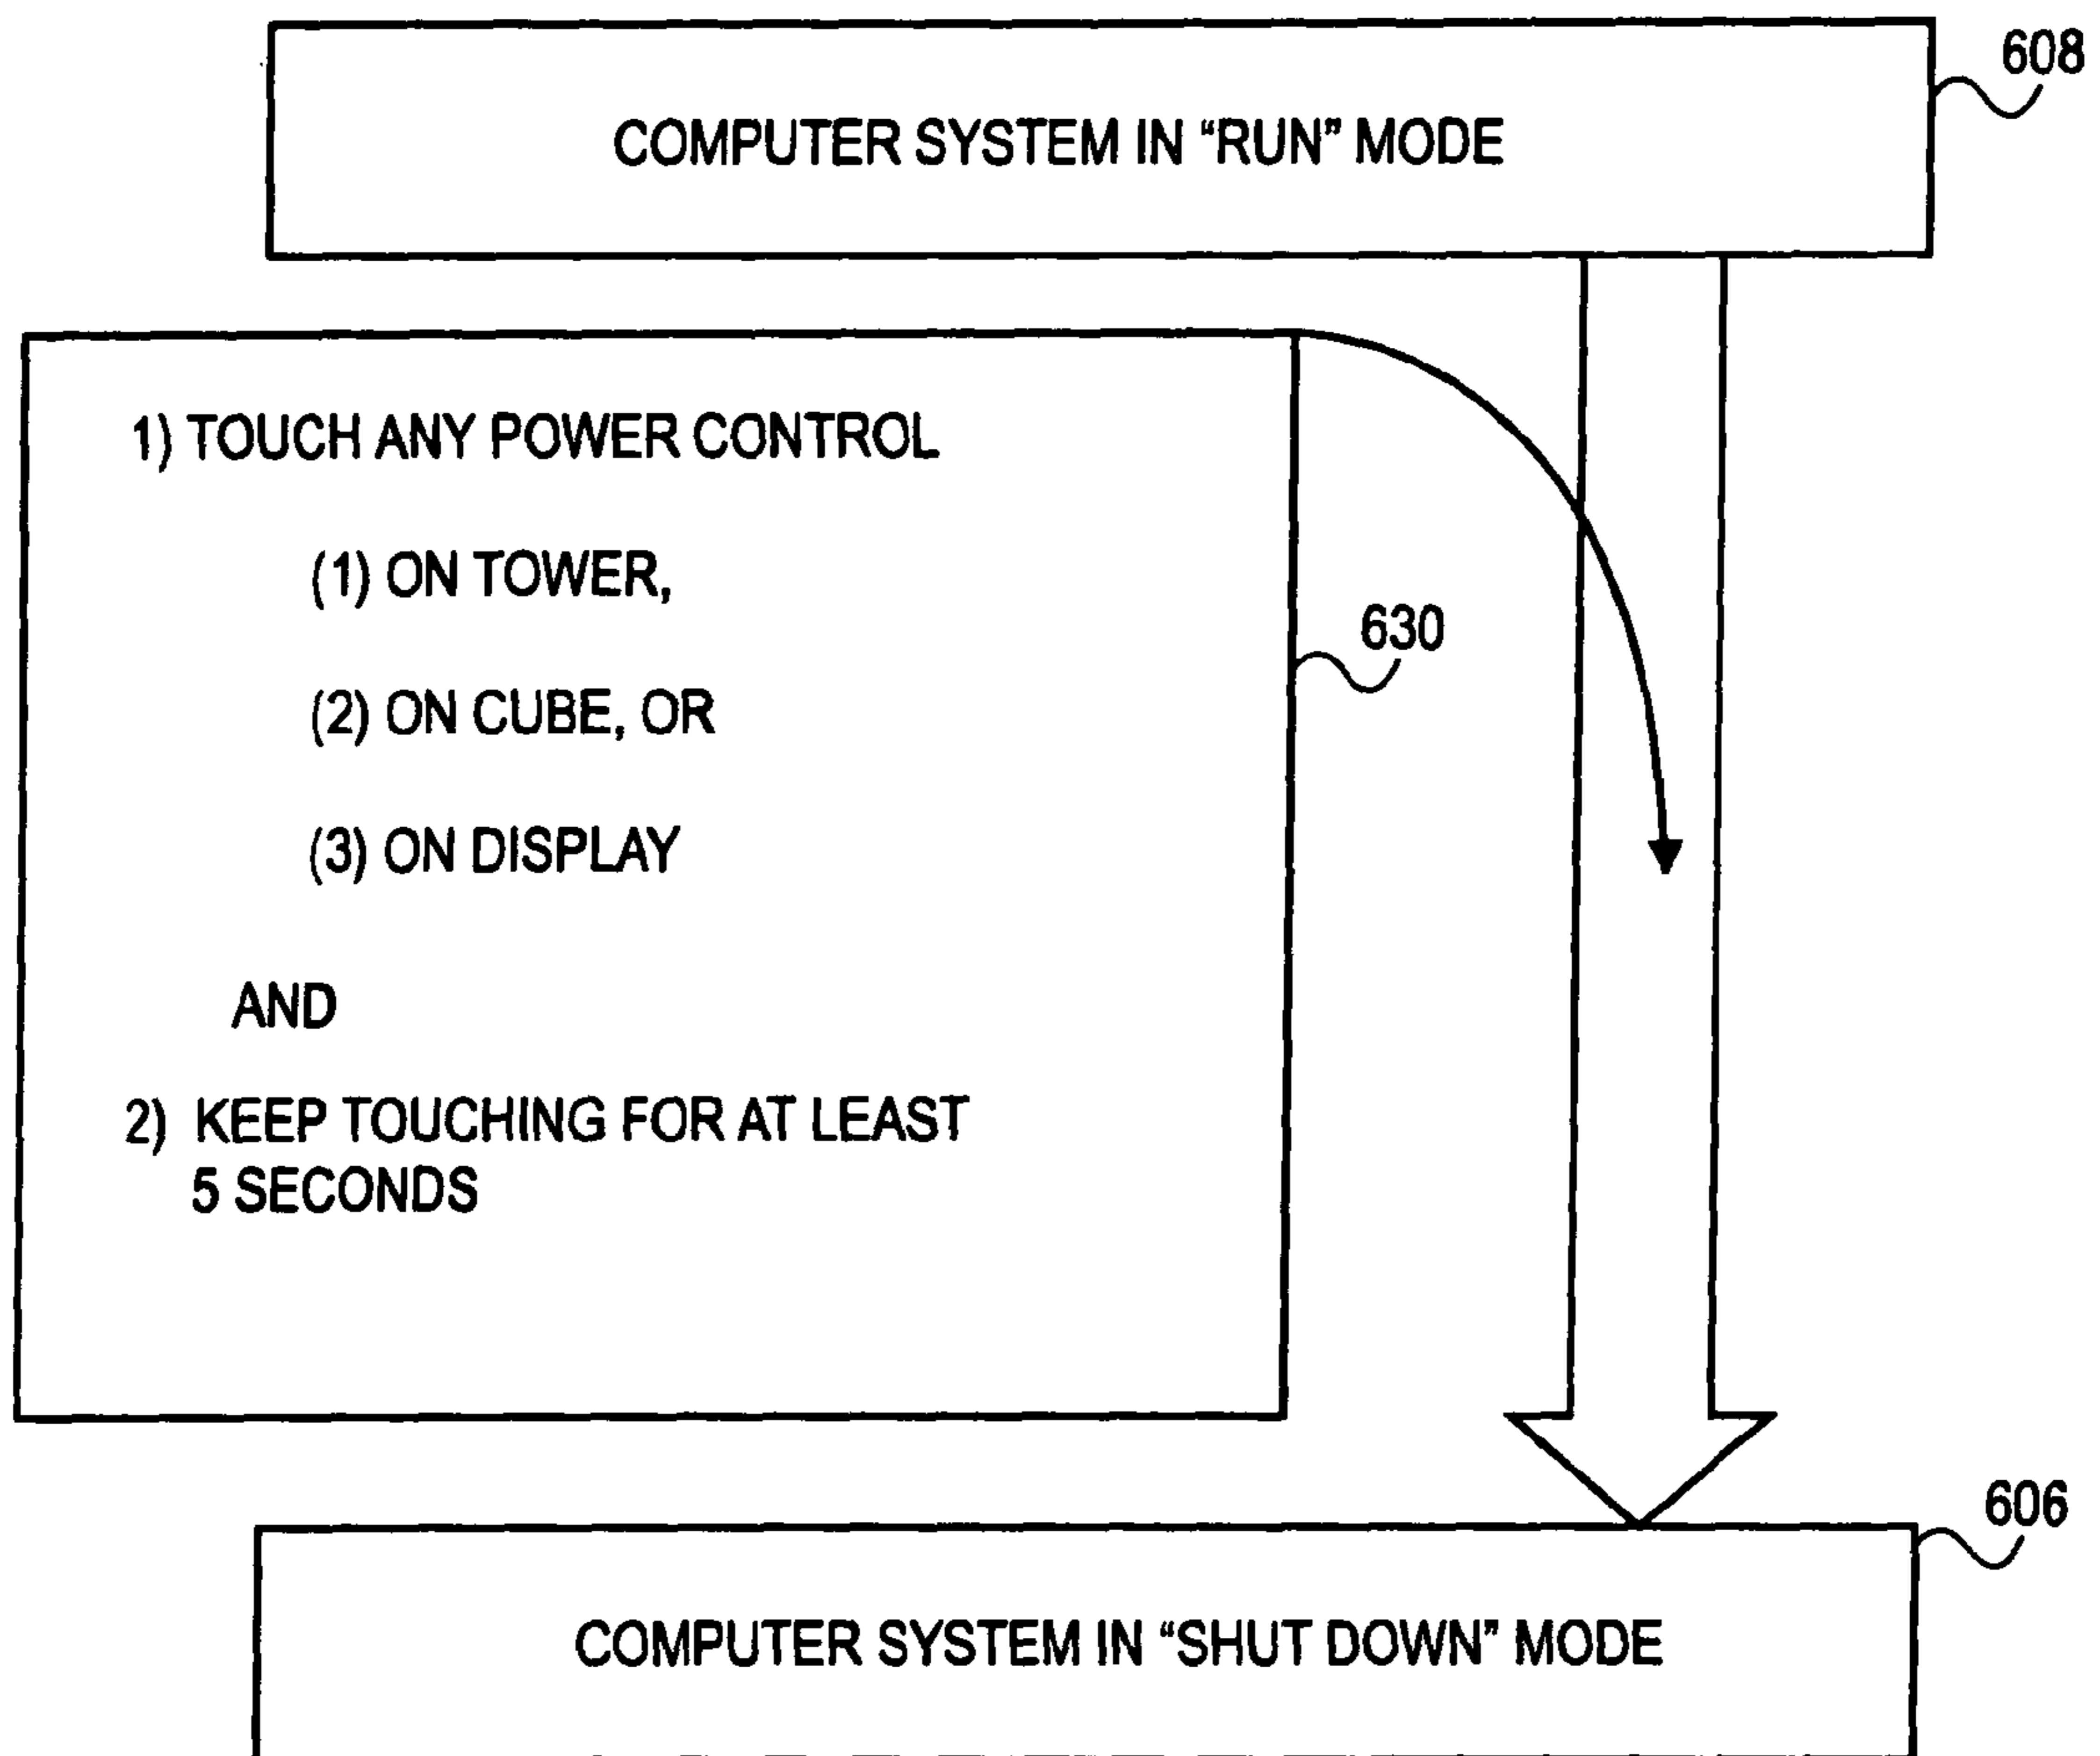 608
COMPUTER SYSTEM IN “RUN” MODE
1) TOUCH ANY POWER CONTROL
(1) ON TOWER,
(2) ON CUBE, OR
(3) ON DISPLAY
630
AND
2) KEEP TOUCHING FOR AT LEAST
5 SECONDS
606
COMPUTER SYSTEM IN “SHUT DOWN” MODE